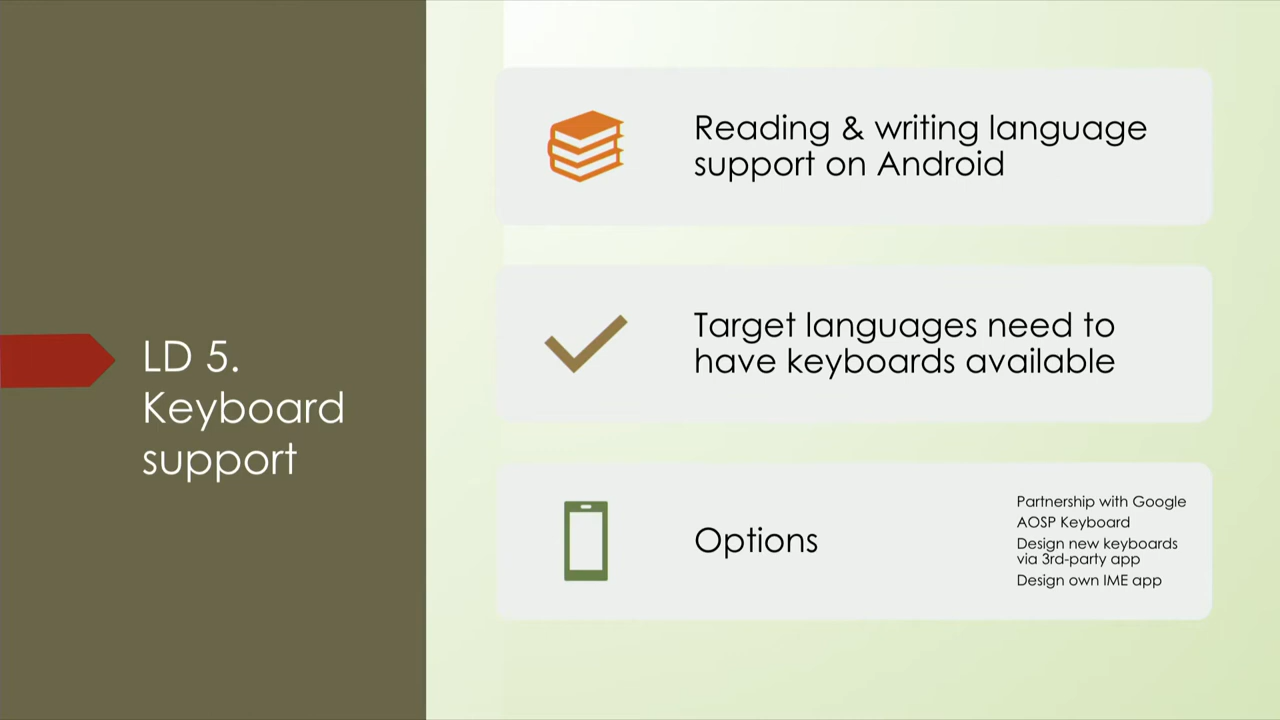 LD 5.
Keyboard
support
Reading & writing language
support on Android
Target languages need to
have keyboards available
Options
Partnership with Google
AOSP Keyboard
Design new keyboards
via 3rd-party app
Design own IME app